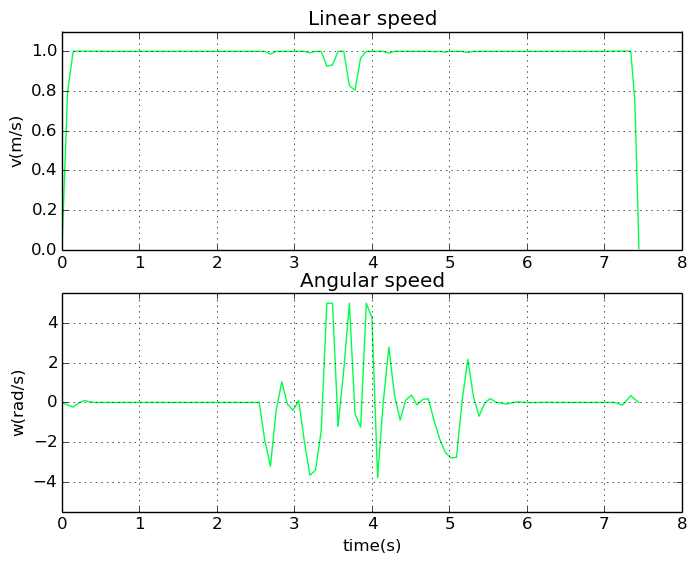 Linear speed
1.0
0.8
0.6
0.4
0.2
0.0
v(m/s)
0 1 2 3 4 5 6 7 8
Angular speed
4
2
0
−2
−4
w(rad/s)
0 1 2 3 4 5 6 7 8
time(s)